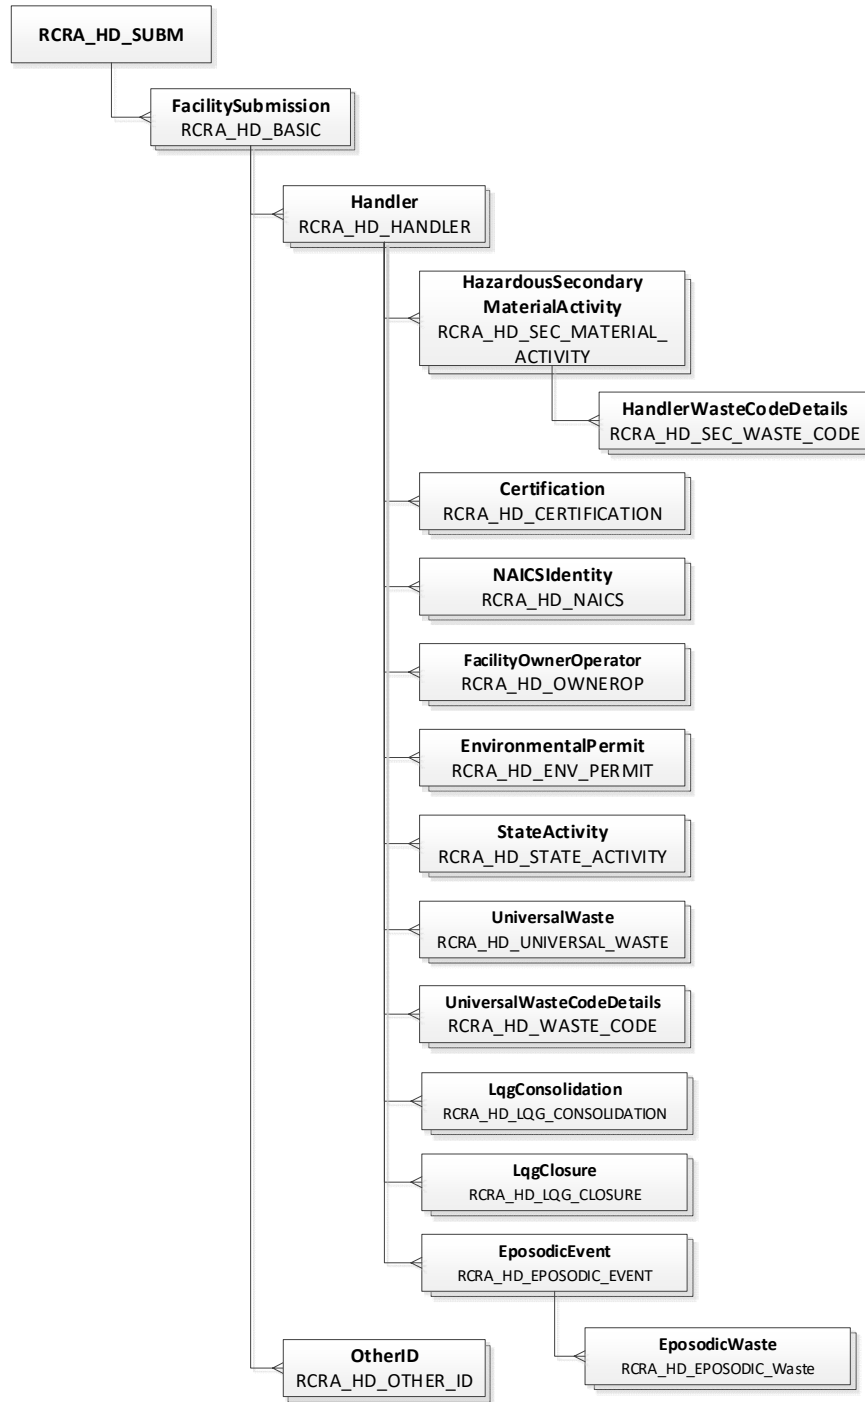 RCRA_HD_SUBM
FacilitySubmission
RCRA_HD_BASIC
Handler
RCRA_HD_HANDLER
HazardousSecondary
MaterialActivity
RCRA_HD_SEC_MATERIAL_
ACTIVITY
HandlerWasteCodeDetails
RCRA_HD_SEC_WASTE_CODE
Certification
RCRA_HD_CERTIFICATION
NAICSIdentity
RCRA_HD_NAICS
FacilityOwnerOperator
RCRA_HD_OWNEROP
EnvironmentalPermit
RCRA_HD_ENV_PERMIT
StateActivity
RCRA_HD_STATE_ACTIVITY
UniversalWaste
RCRA_HD_UNIVERSAL_WASTE
UniversalWasteCodeDetails
RCRA_HD_WASTE_CODE
LqgConsolidation
RCRA_HD_LQG_CONSOLIDATION
LqgClosure
RCRA_HD_LQG_CLOSURE
EposodicEvent
RCRA_HD_EPOSODIC_EVENT
EposodicWaste
RCRA_HD_EPOSODIC_Waste
OtherID
RCRA_HD_OTHER_ID